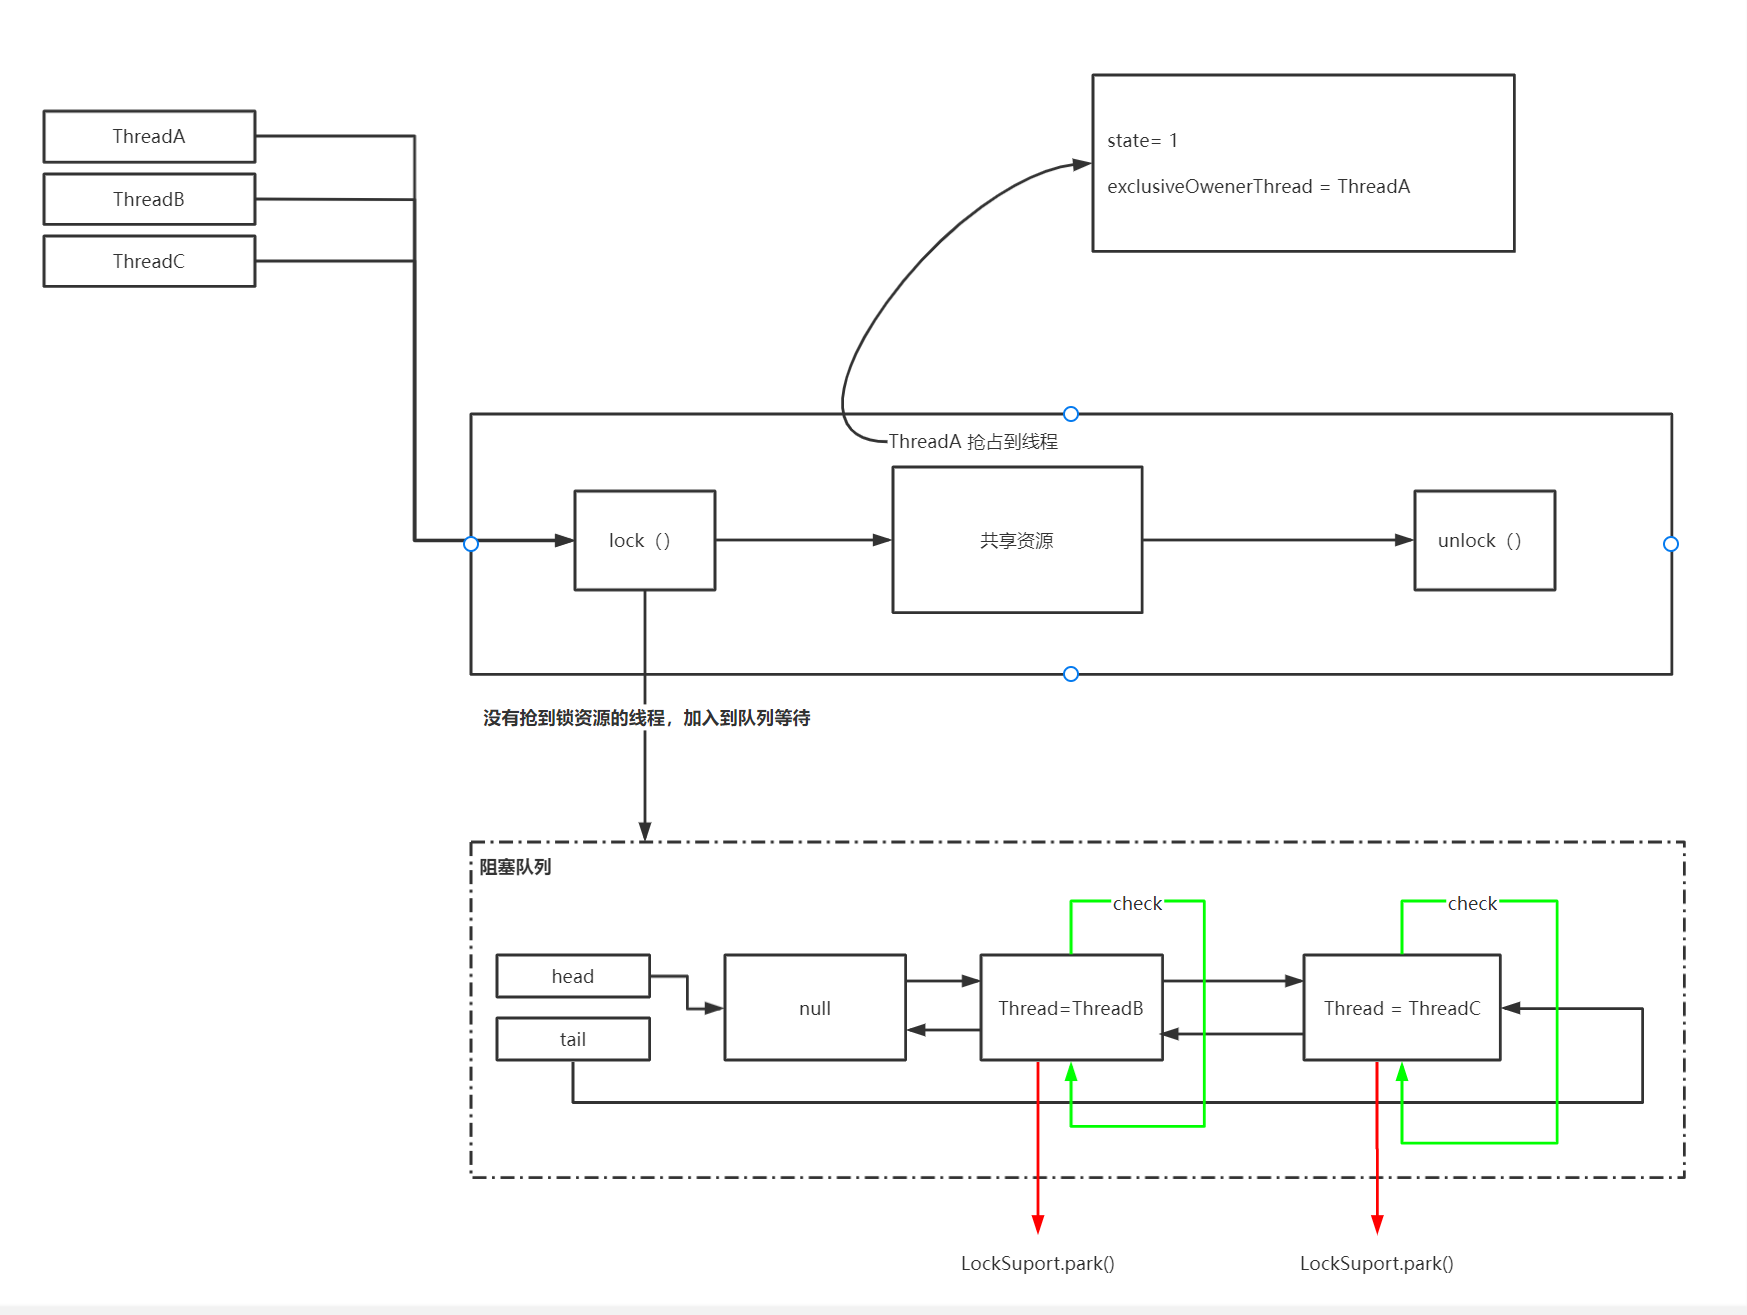 ThreadA
ThreadB
ThreadC
state= 1
exclusiveOwenerThread = ThreadA
ThreadA 抢占到线程
lock（）
共享资源
unlock（）
没有抢到锁资源的线程，加入到队列等待
阻塞队列
check
check
head
null
Thread=ThreadB
Thread = ThreadC
tail
LockSuport.park()
LockSuport.park()